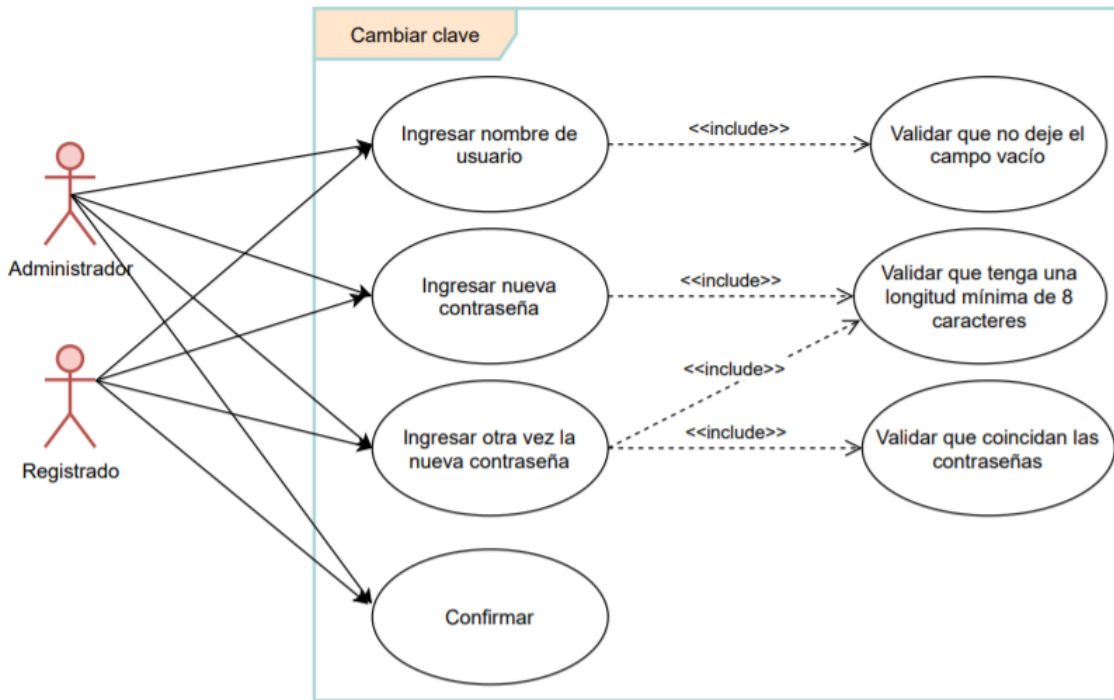 Cambiar clave
Ingresar nombre de
usuario
<<include>>
Validar que no deje el
campo vacío
Administrador
Ingresar nueva
contraseña
<<include>>
Validar que tenga una
longitud mínima de 8
caracteres
<<include>>
Registrado
Ingresar otra vez la
nueva contraseña
<<include>>
Validar que coincidan las
contraseñas
Confirmar